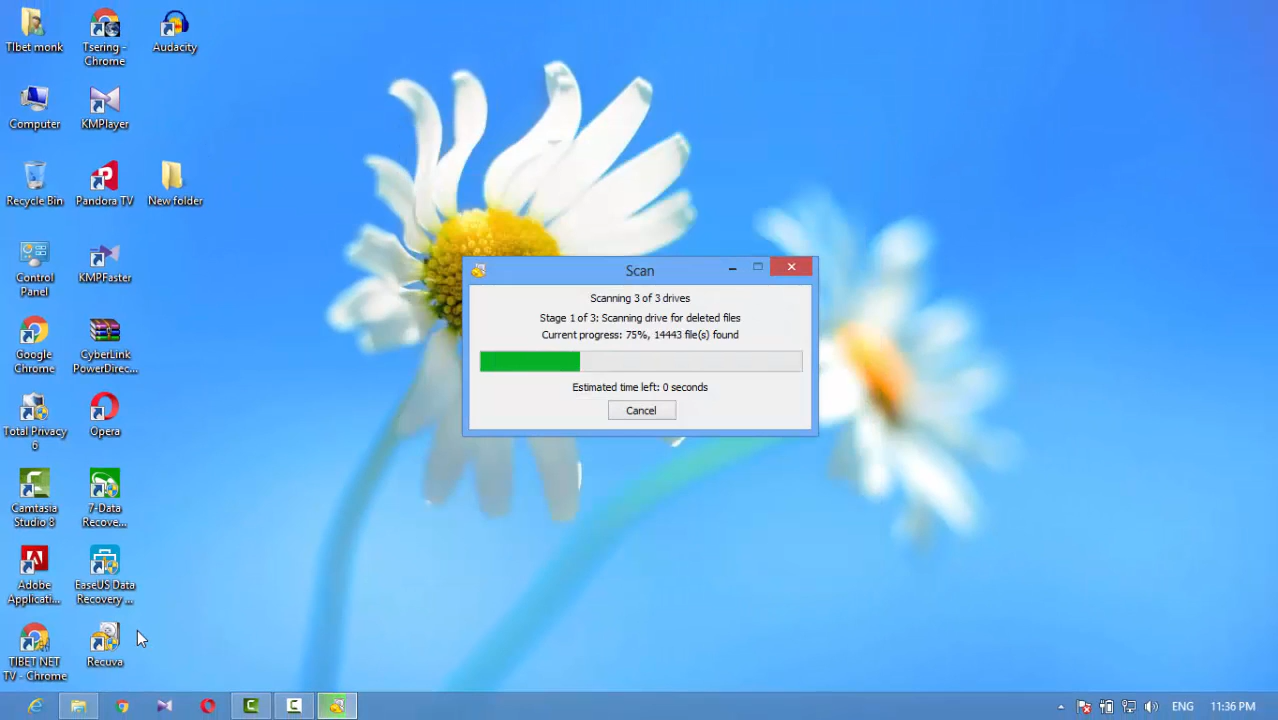 TIbet monk
Tsering -
Chrome
Audacity
Computer
KMPlayer
Recycle Bin
Pandora TV
New folder
Control
Panel
KMPFaster
Google
Chrome
CyberLink
PowerDirec...
Total Privacy
6
Opera
Camtasia
Studio 8
7-Data
Recove...
Adobe
Applicati...
EaseUS Data
Recovery ...
TIBET NET
TV - Chrome
Recuva
Scan
Scanning 3 of 3 drives
Stage 1 of 3: Scanning drive for deleted files
Current progress: 75%, 14443 file(s) found
Estimated time left: 0 seconds
Cancel
ENG
11:36 PM